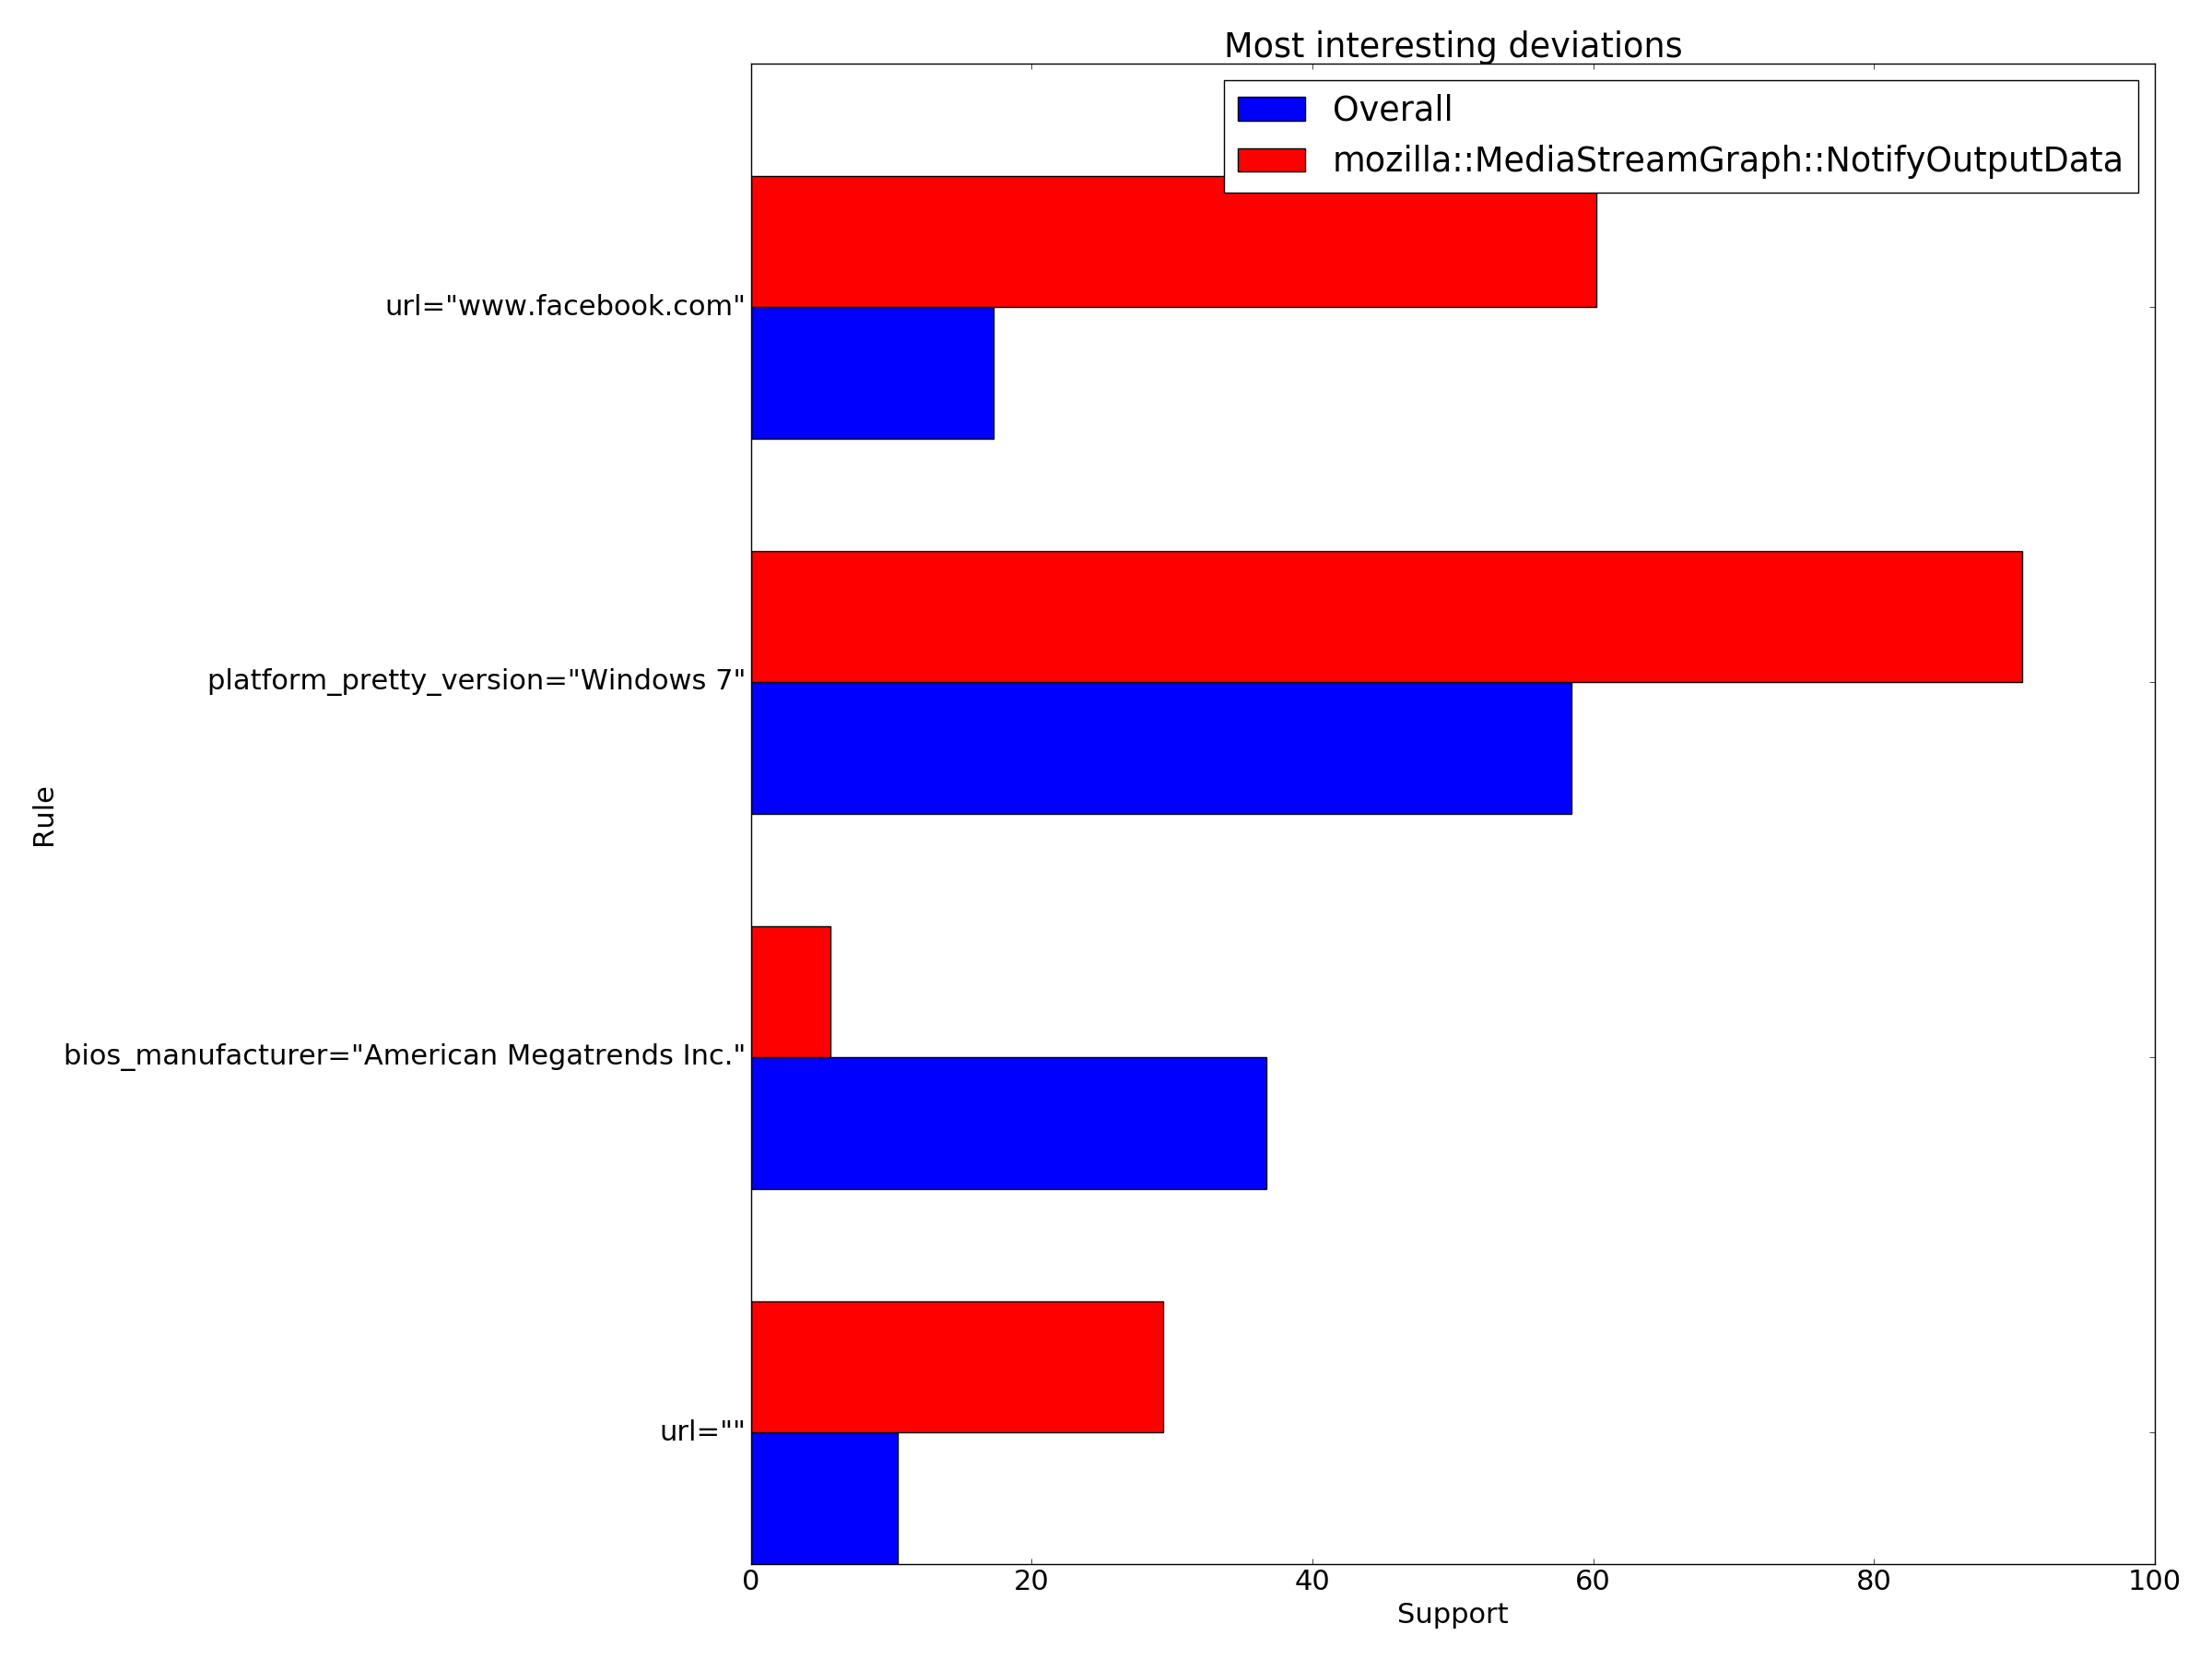 Most interesting deviations
Overall
mozilla::MediaStreamGraph::NotifyOutputData
url="www.facebook.com"
platform_pretty_version="Windows 7"
Rule
bios_manufacturer="American Megatrends Inc."
url=""
0 20 40 60 80 100
Support